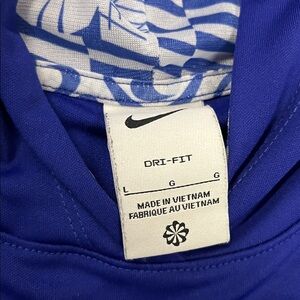 DRI-FIT
L G G
MADE IN VIETNAM
FABRIQUE AU VIETNAM